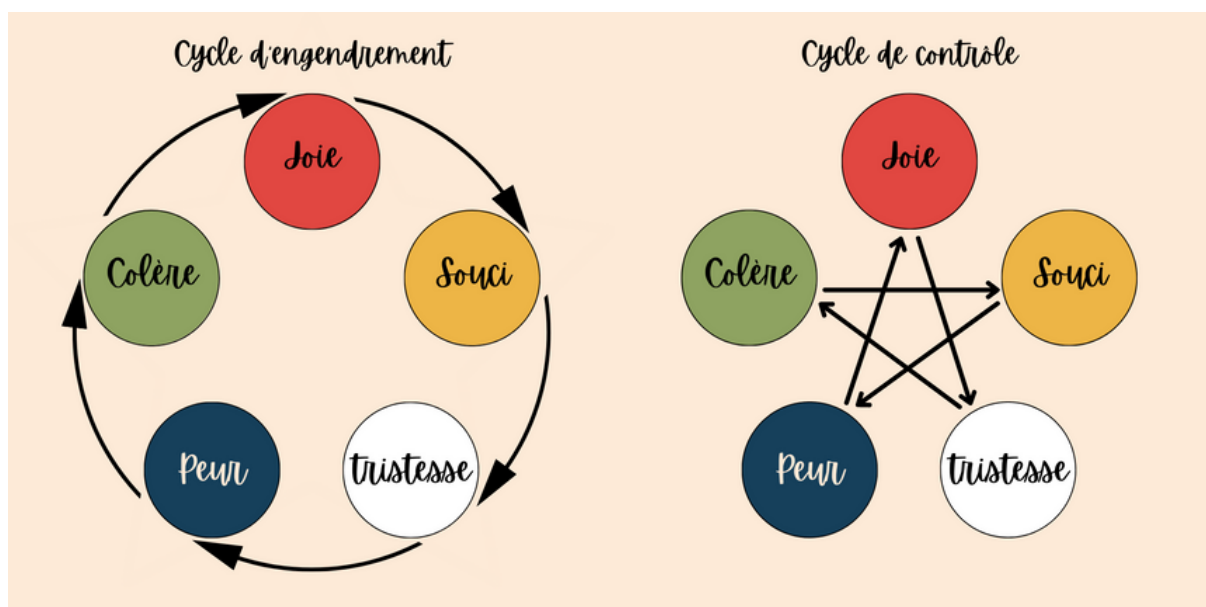 Cycle d'engendrement
Joie
Colère
Souci
Peur
tristesse
Cycle de contrôle
Joie
Colère
Souci
Peur
tristesse